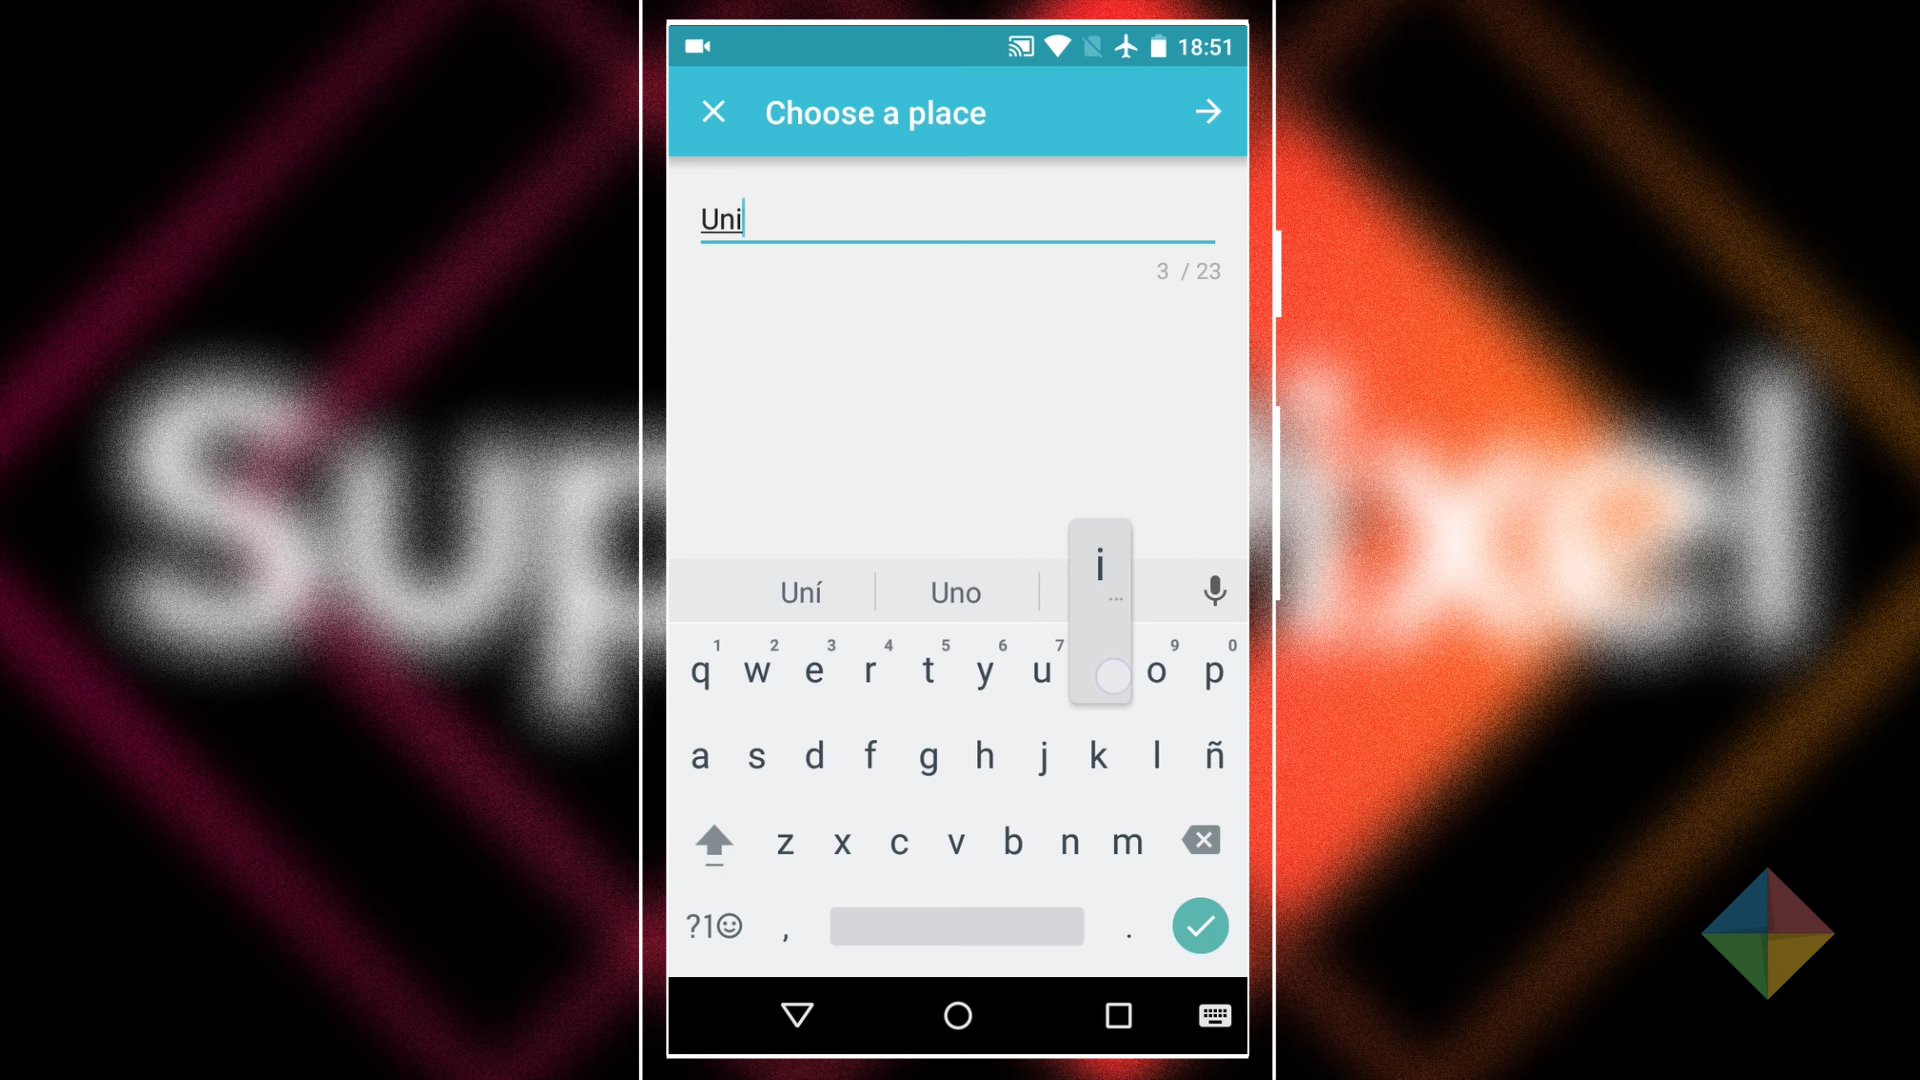 18:51
Choose a place
Uni
3 / 23
i
...
Uní
Uno
1 2 3 4 5 6 7 9 0
q w e r t y u o p
a s d f g h j k l ñ
z x c v b n m
?1 , .
Sup